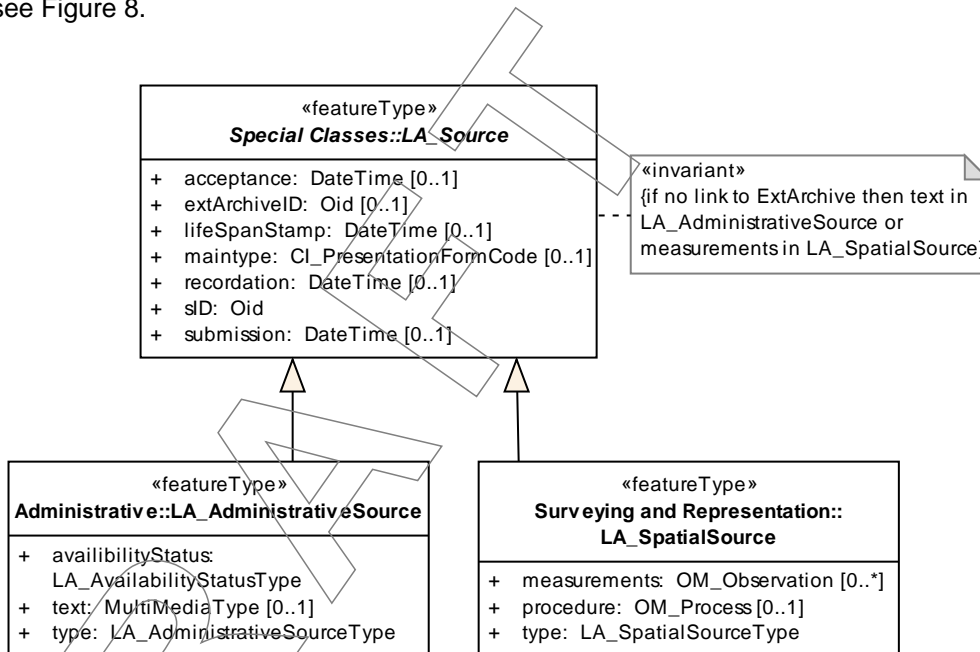 see Figure 8.
«featureType»
Special Classes::LA_Source
+ acceptance: DateTime [0..1]
+ extArchiveID: Oid [0..1]
+ lifeSpanStamp: DateTime [0..1]
+ maintype: CI_PresentationFormCode [0..1]
+ recordation: DateTime [0..1]
+ sID: Oid
+ submission: DateTime [0..1]
«invariant»
{if no link to ExtArchive then text in
LA_AdministrativeSource or
measurements in LA_SpatialSource}
«featureType»
Administrative::LA_AdministrativeSource
+ availibilityStatus:
LA_AvailabilityStatusType
+ text: MultiMediaType [0..1]
+ type: LA_AdministrativeSourceType
«featureType»
Surveying and Representation::
LA_SpatialSource
+ measurements: OM_Observation [0..*]
+ procedure: OM_Process [0..1]
+ type: LA_SpatialSourceType